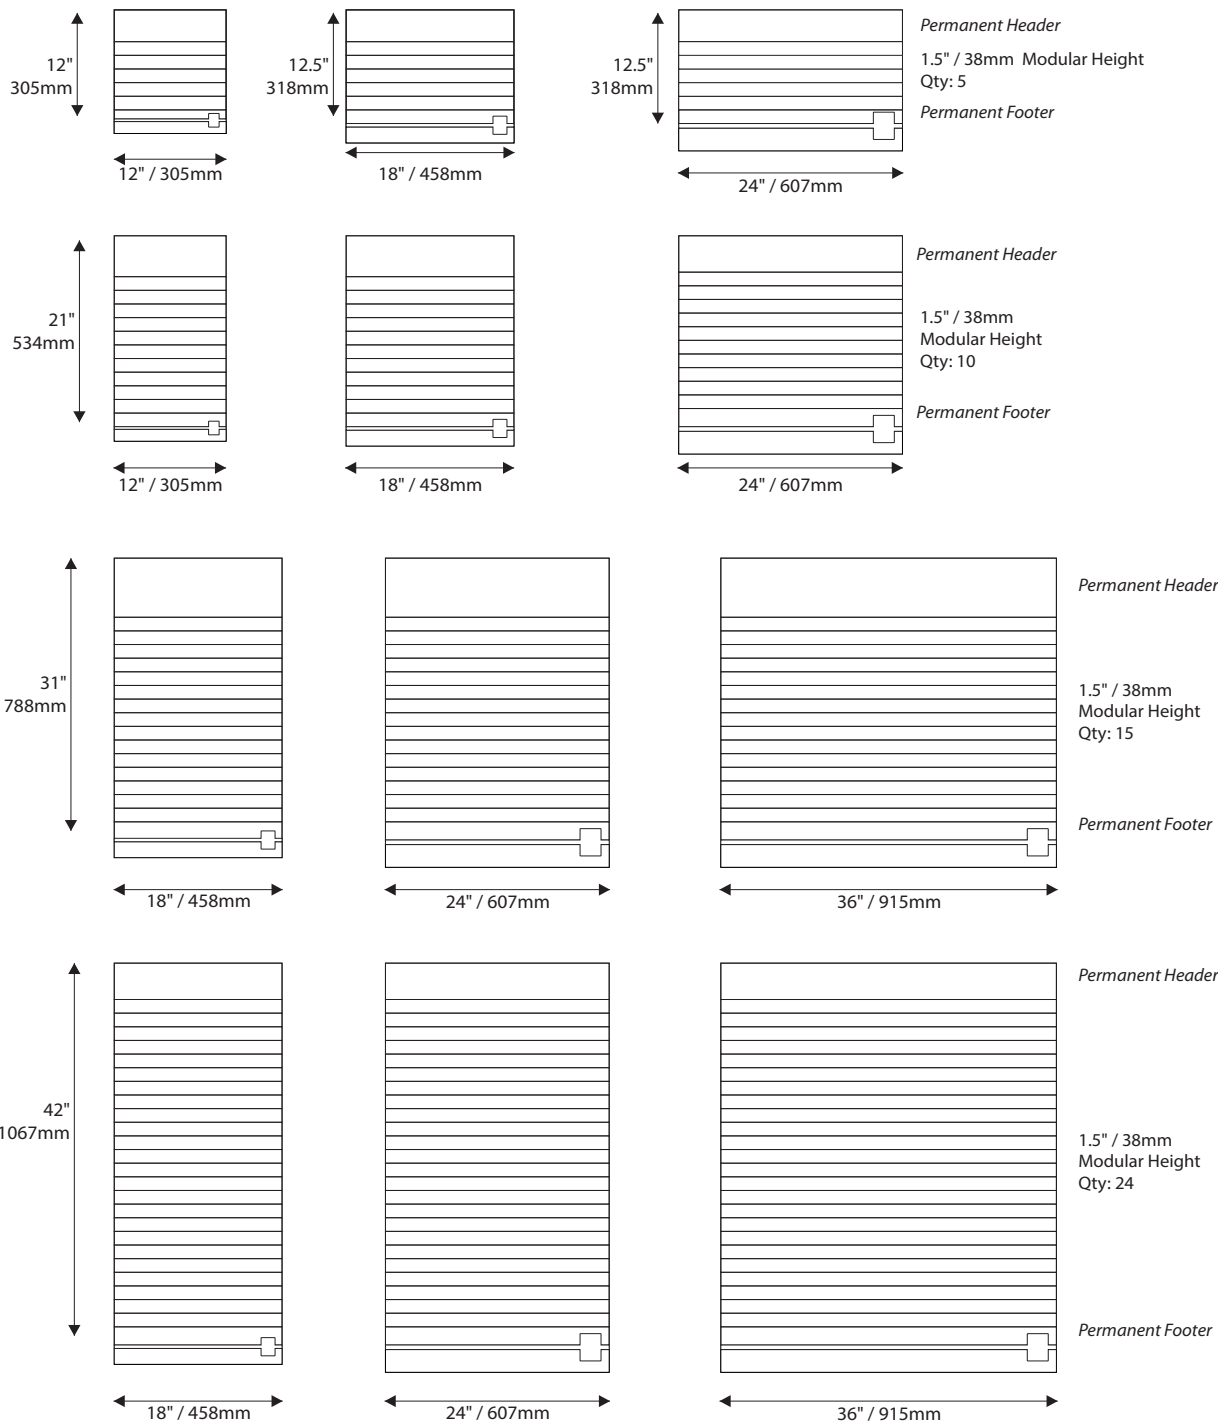 12"
305mm
12.5"
318mm
12.5"
318mm
Permanent Header
1.5" / 38mm Modular Height
Qty: 5
Permanent Footer
12" / 305mm
18" / 458mm
24" / 607mm
21"
534mm
Permanent Header
1.5" / 38mm
Modular Height
Qty: 10
Permanent Footer
12" / 305mm
18" / 458mm
24" / 607mm
31"
788mm
Permanent Header
1.5" / 38mm
Modular Height
Qty: 15
Permanent Footer
18" / 458mm
24" / 607mm
36" / 915mm
42"
1067mm
Permanent Header
1.5" / 38mm
Modular Height
Qty: 24
Permanent Footer
18" / 458mm
24" / 607mm
36" / 915mm